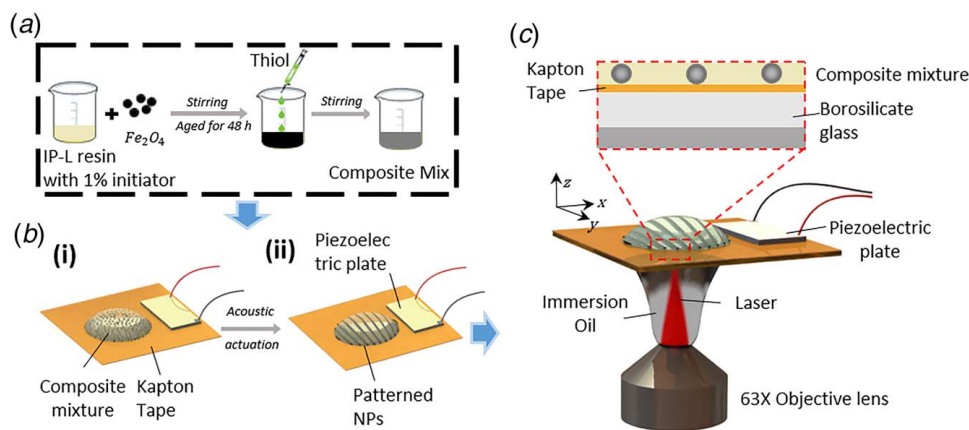 (a)
Thiol
Stirring
Aged for 48 h
Stirring
Fe₂O₄
IP-L resin
with 1% initiator
Composite Mix
(b)
(i)
(ii)
Piezoelec
tric plate
Acoustic
actuation
Composite
mixture
Kapton
Tape
Patterned
NPs
(c)
Kapton
Tape
Composite mixture
Borosilicate
glass
z
x
y
Piezoelectric
plate
Immersion
Oil
Laser
63X Objective lens